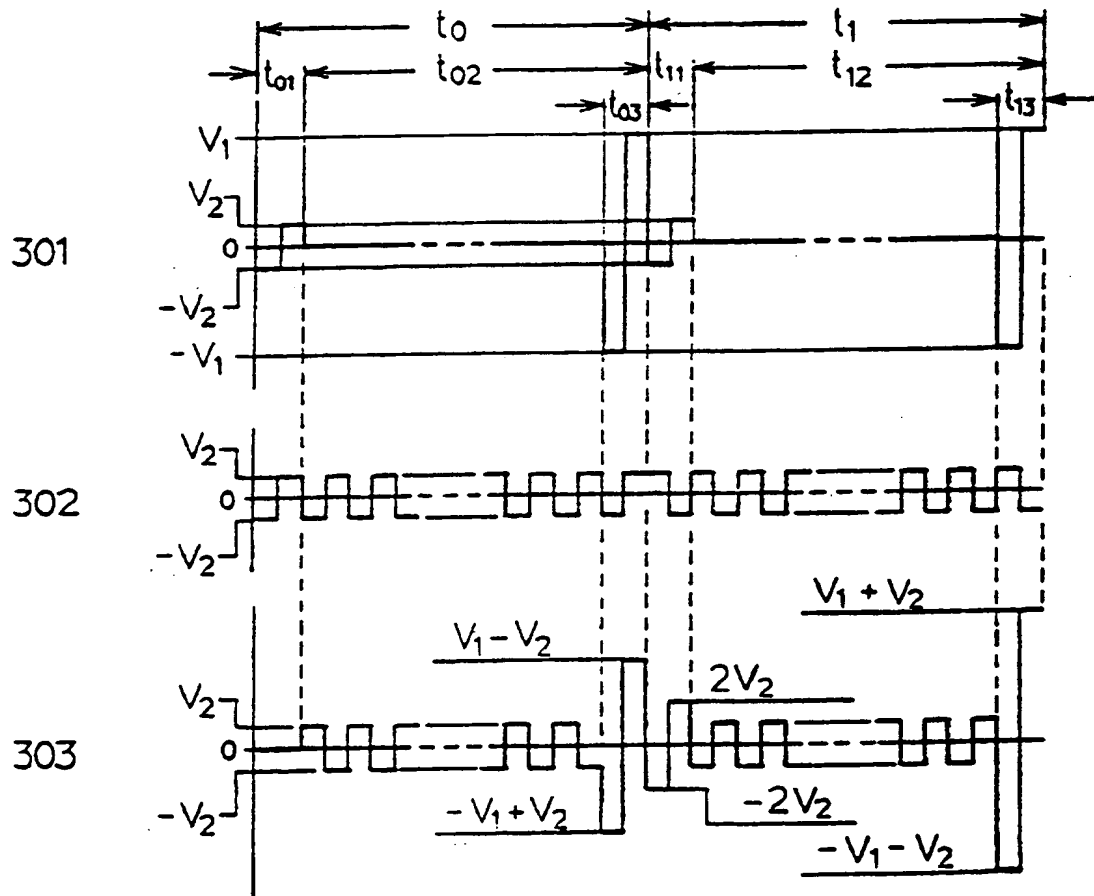 t₀ t₁
t₀₁ t₀₂ t₁₁ t₁₂
t₀₃ t₁₃
V₁
V₂
301 0
-V₂
-V₁
V₂
302 0
-V₂
V₁ + V₂
V₁ - V₂
V₂ 2V₂
303 0
-V₂ -V₁ + V₂ -2V₂
-V₁ - V₂